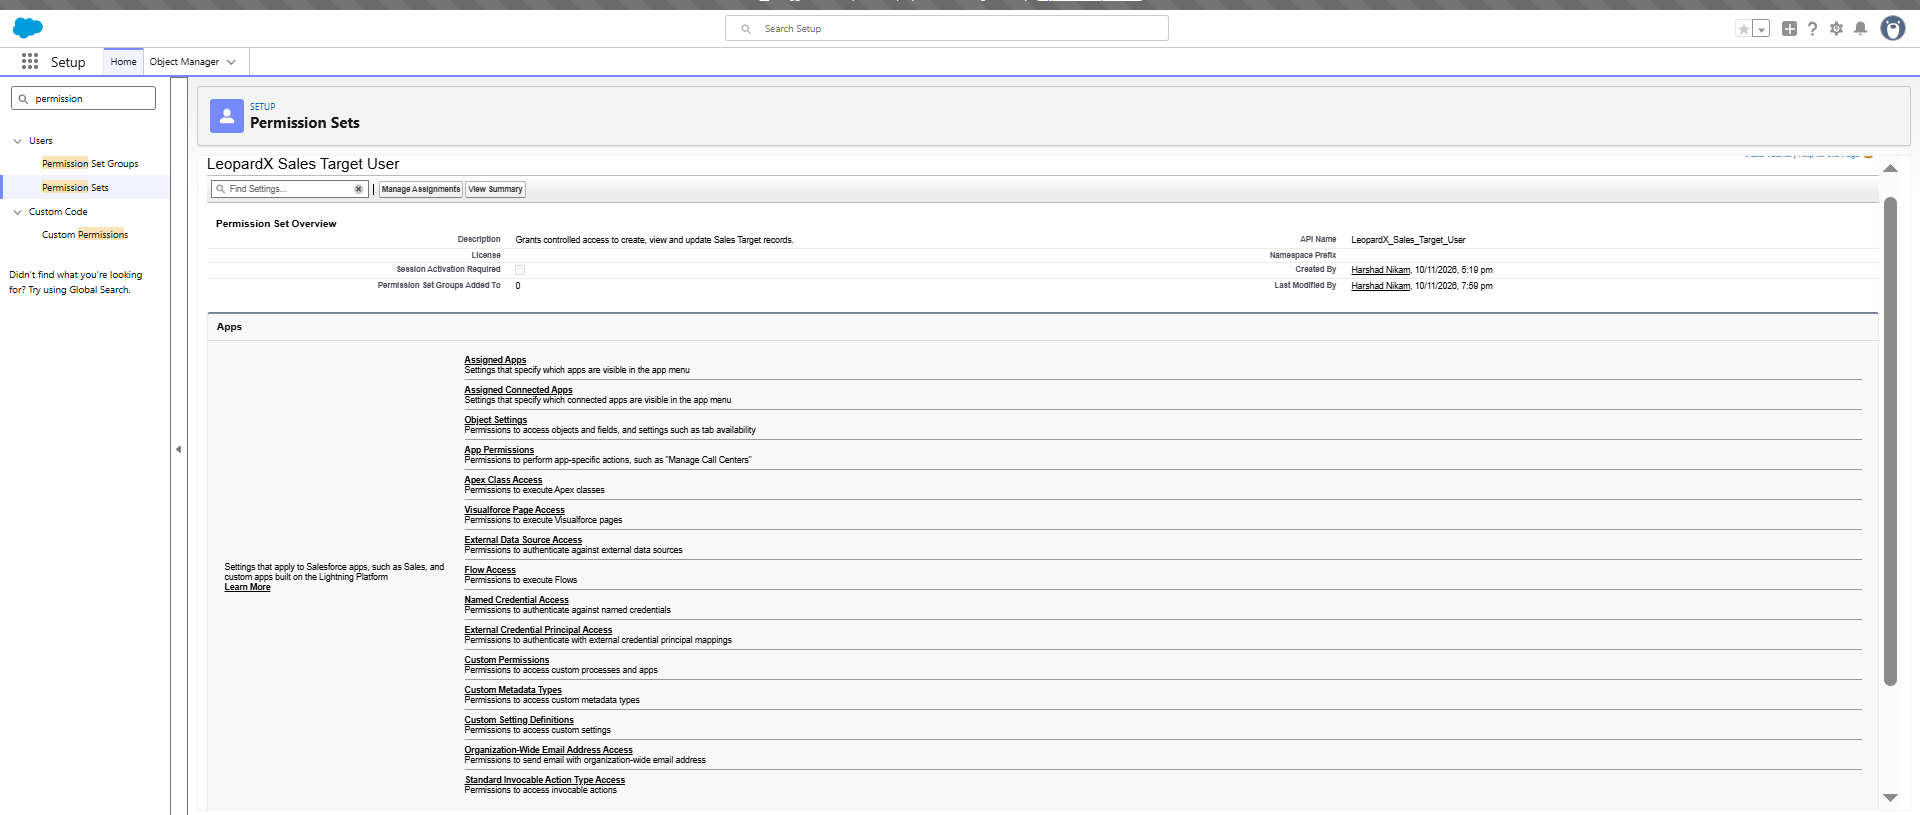 Search Setup
Setup
Home
Object Manager
permission
Users
Permission Set Groups
Permission Sets
Custom Code
Custom Permissions
Didn't find what you're looking
for? Try using Global Search.
SETUP
Permission Sets
LeopardX Sales Target User
Find Settings...
Manage Assignments
View Summary
Permission Set Overview
Description Grants controlled access to create, view and update Sales Target records.
API Name LeopardX_Sales_Target_User
License
Namespace Prefix
Session Activation Required
Created By Harshad Nikam, 10/11/2026, 5:19 pm
Permission Set Groups Added To 0
Last Modified By Harshad Nikam, 10/11/2026, 7:59 pm
Apps
Settings that apply to Salesforce apps, such as Sales, and
custom apps built on the Lightning Platform
Learn More
Assigned Apps
Settings that specify which apps are visible in the app menu
Assigned Connected Apps
Settings that specify which connected apps are visible in the app menu
Object Settings
Permissions to access objects and fields, and settings such as tab availability
App Permissions
Permissions to perform app-specific actions, such as "Manage Call Centers"
Apex Class Access
Permissions to execute Apex classes
Visualforce Page Access
Permissions to execute Visualforce pages
External Data Source Access
Permissions to authenticate against external data sources
Flow Access
Permissions to execute Flows
Named Credential Access
Permissions to authenticate against named credentials
External Credential Principal Access
Permissions to authenticate with external credential principal mappings
Custom Permissions
Permissions to access custom processes and apps
Custom Metadata Types
Permissions to access custom metadata types
Custom Setting Definitions
Permissions to access custom settings
Organization-Wide Email Address Access
Permissions to send email with organization-wide email address
Standard Invocable Action Type Access
Permissions to access invocable actions